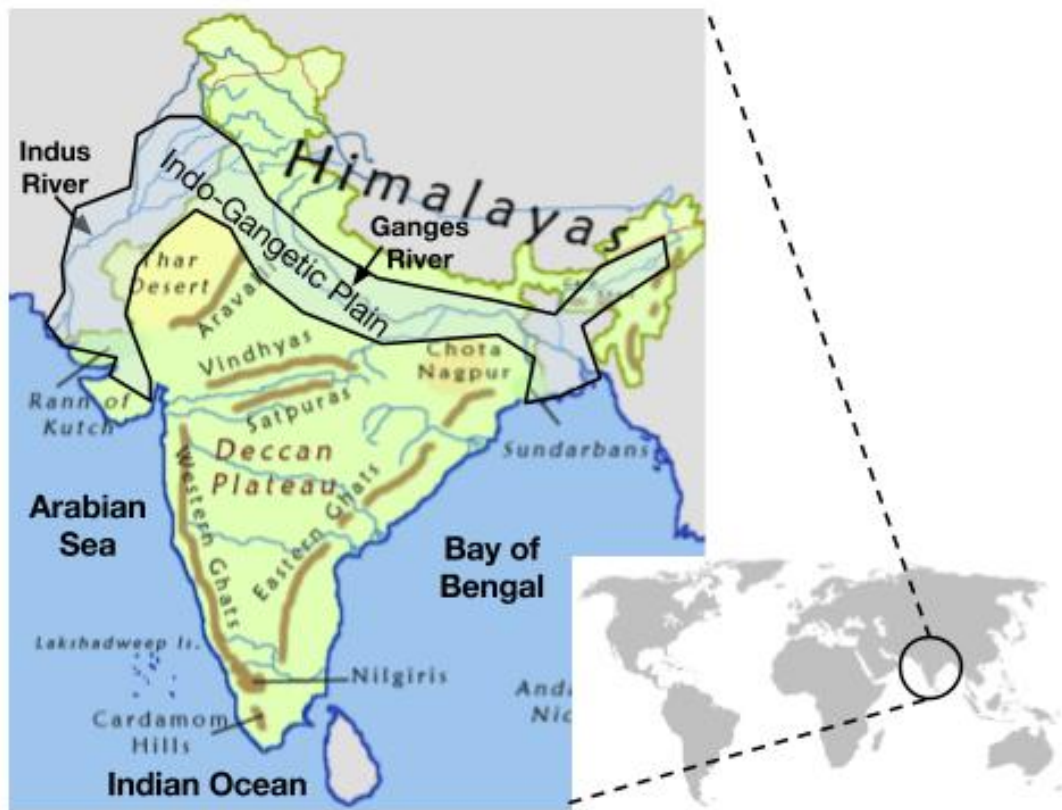 Indus
River
Himalayas
Indo-Gangetic Plain
Ganges
River
Thar
Desert
Vindhyas
Satpuras
Chota
Nagpur
Rann of
Kutch
Sundarbans
Deccan
Plateau
Western Ghats
Eastern Ghats
Arabian
Sea
Bay of
Bengal
Lakshadweep Is.
Nilgiris
Cardamom
Hills
Indian Ocean